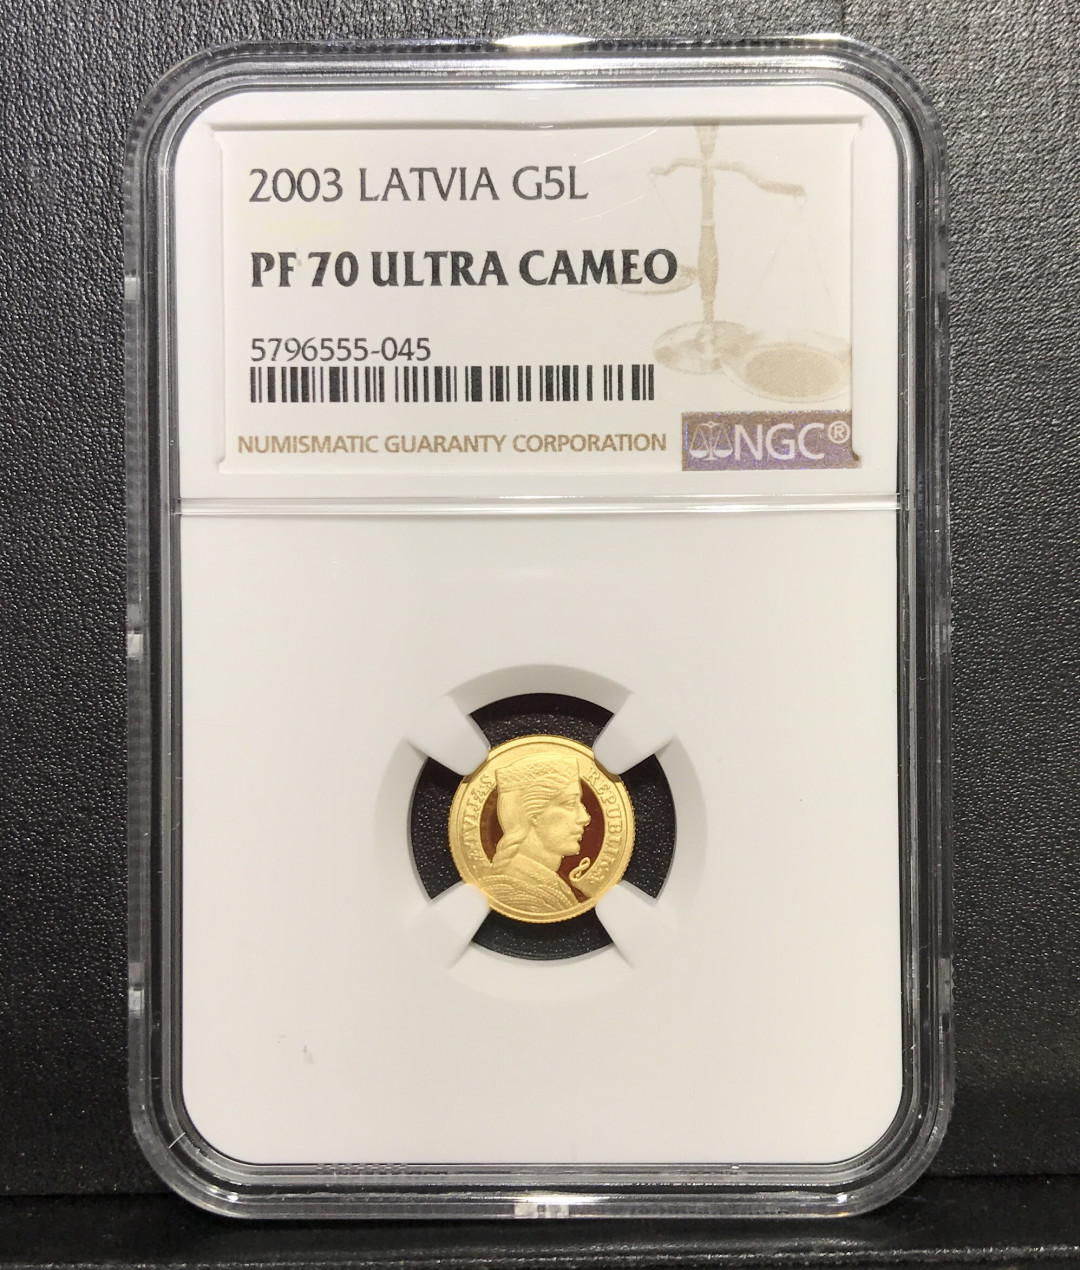 2003 LATVIA G5L
PF 70 ULTRA CAMEO
5796555-045
NUMISMATIC GUARANTY CORPORATION
NGC®
LATVIJAS REPUBLIKA